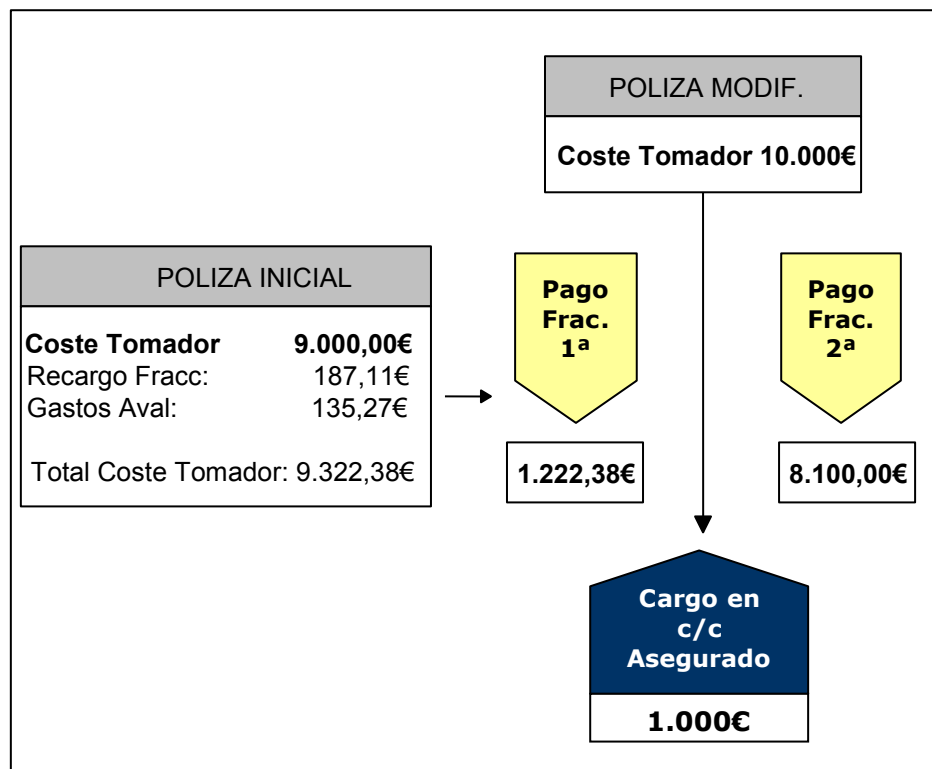 POLIZA MODIF.
Coste Tomador 10.000€
POLIZA INICIAL
Coste Tomador 9.000,00€
Recargo Fracc: 187,11€
Gastos Aval: 135,27€
Total Coste Tomador: 9.322,38€
Pago
Frac.
1ª
1.222,38€
Pago
Frac.
2ª
8.100,00€
Cargo en
c/c
Asegurado
1.000€